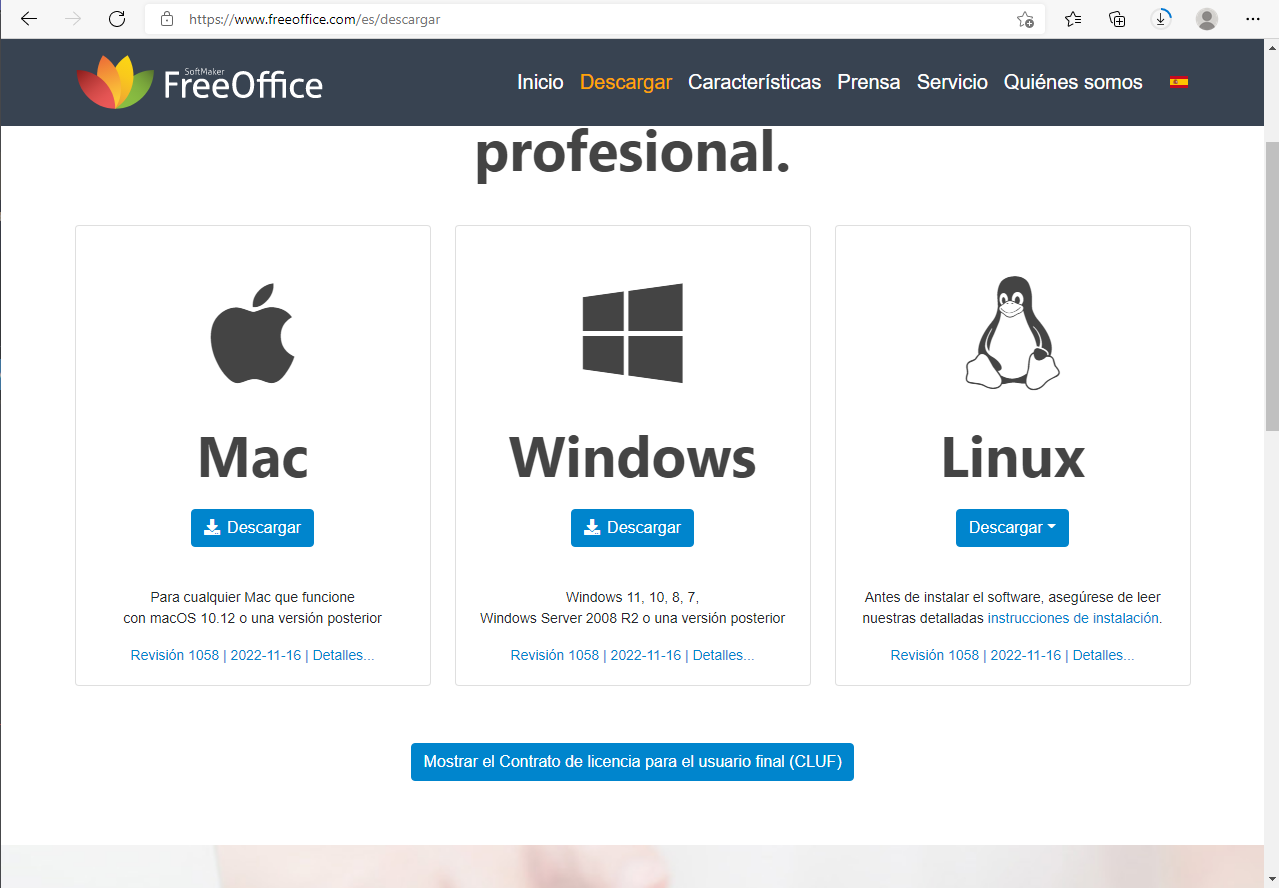 https://www.freeoffice.com/es/descargar
SoftMaker
FreeOffice
Inicio Descargar Características Prensa Servicio Quiénes somos
profesional.
Mac
Descargar
Para cualquier Mac que funcione
con macOS 10.12 o una versión posterior
Revisión 1058 | 2022-11-16 | Detalles...
Windows
Descargar
Windows 11, 10, 8, 7,
Windows Server 2008 R2 o una versión posterior
Revisión 1058 | 2022-11-16 | Detalles...
Linux
Descargar
Antes de instalar el software, asegúrese de leer
nuestras detalladas instrucciones de instalación.
Revisión 1058 | 2022-11-16 | Detalles...
Mostrar el Contrato de licencia para el usuario final (CLUF)